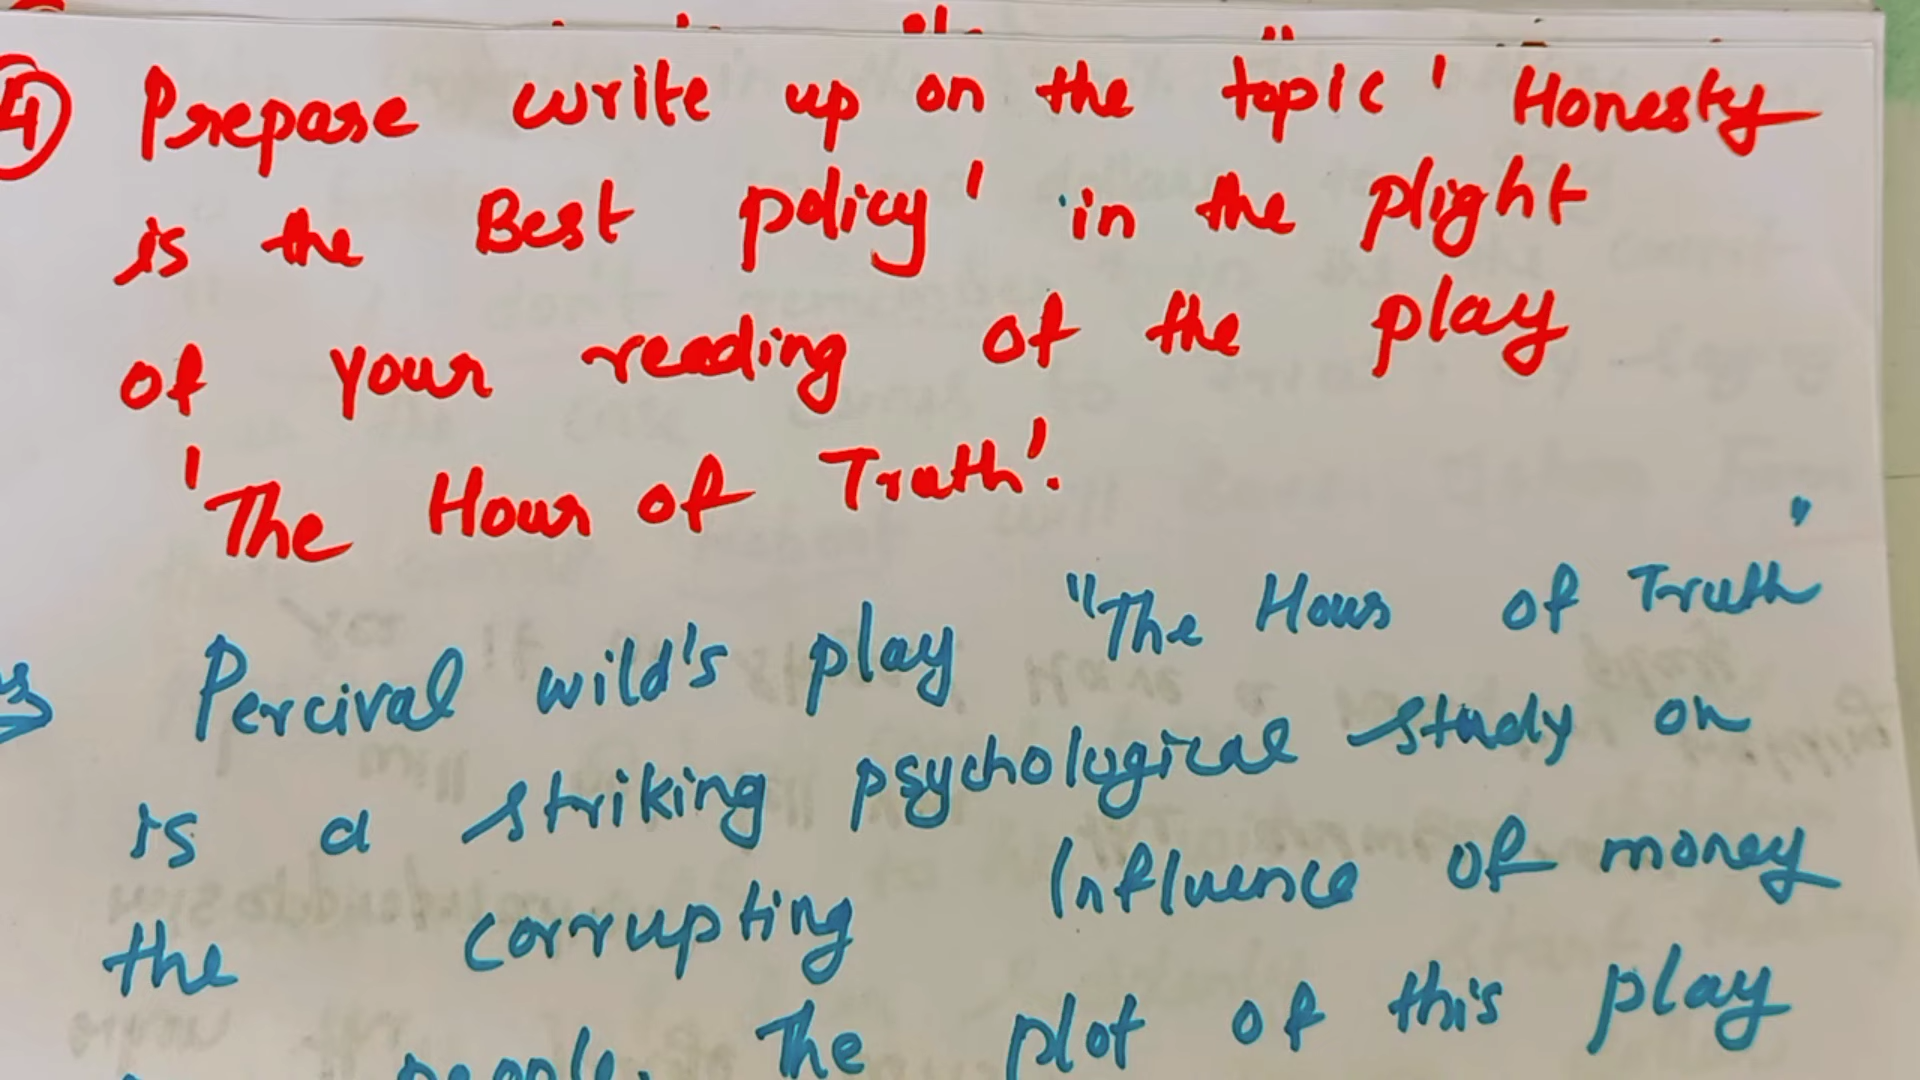 4 Prepare write up on the topic 'Honesty
is the Best policy' in the plight
of your reading of the play
'The Hour of Truth'.
Percival wild's play "The Hour of Truth"
is a striking psychological study on
the corrupting Influence of money
people. The plot of this play